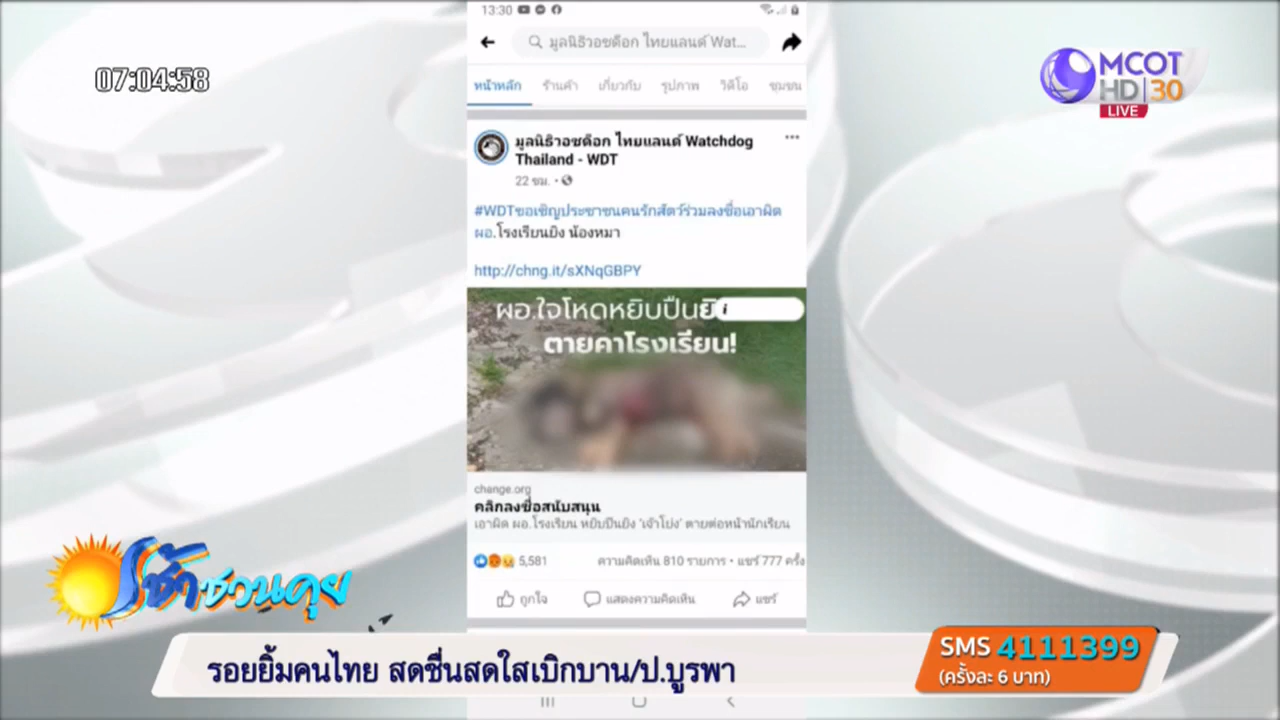 13:30
07:04:58
มูลนิธิวอชด็อก ไทยแลนด์ Wat...
MCOT
HD 30
LIVE
หน้าหลัก ร้านค้า เกี่ยวกับ รูปภาพ วิดีโอ ชุมชน
มูลนิธิวอชด็อก ไทยแลนด์ Watchdog
Thailand - WDT
22 ชม.
#WDTขอเชิญประชาชนคนรักสัตว์ร่วมลงชื่อเอาผิด
ผอ.โรงเรียนยิง น้องหมา
http://chng.it/sXNqGBPY
ผอ.ใจโหดหยิบปืนยิ
ตายคาโรงเรียน!
change.org
คลิกลงชื่อสนับสนุน
เอาผิด ผอ.โรงเรียน หยิบปืนยิง 'เจ้าโย่ง' ตายต่อหน้านักเรียน
5,581 ความคิดเห็น 810 รายการ • แชร์ 777 ครั้ง
ถูกใจ แสดงความคิดเห็น แชร์
เช้าชวนคุย
รอยยิ้มคนไทย สดชื่นสดใสเบิกบาน/ป.บูรพา
SMS 4111399
(ครั้งละ 6 บาท)